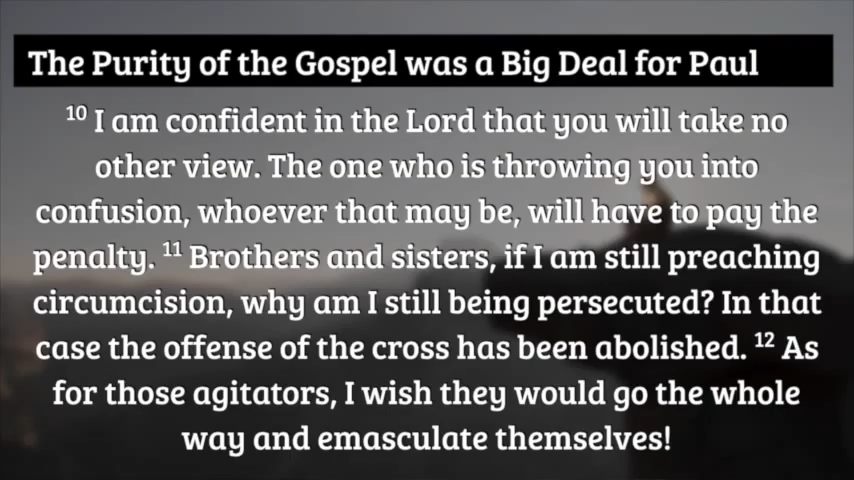 The Purity of the Gospel was a Big Deal for Paul
10 I am confident in the Lord that you will take no
other view. The one who is throwing you into
confusion, whoever that may be, will have to pay the
penalty. 11 Brothers and sisters, if I am still preaching
circumcision, why am I still being persecuted? In that
case the offense of the cross has been abolished. 12 As
for those agitators, I wish they would go the whole
way and emasculate themselves!